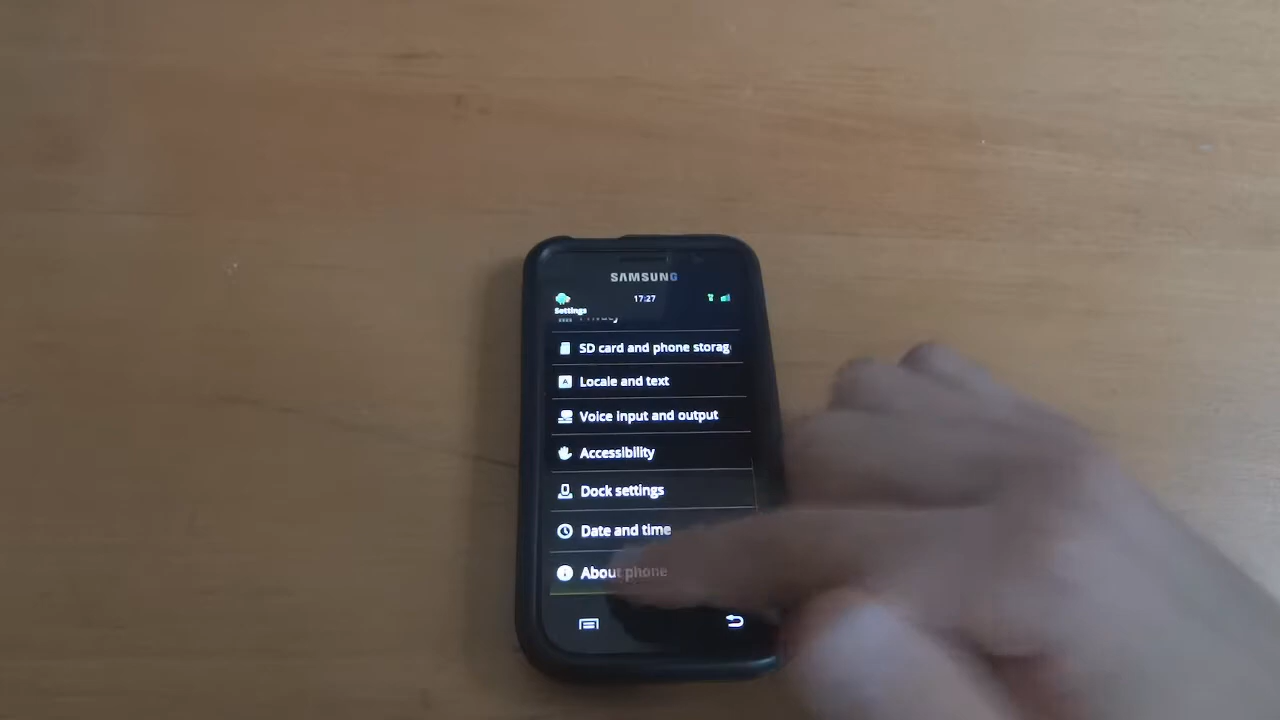 SAMSUNG
17:27
Settings
Privacy
SD card and phone storag
Locale and text
Voice input and output
Accessibility
Dock settings
Date and time
About phone